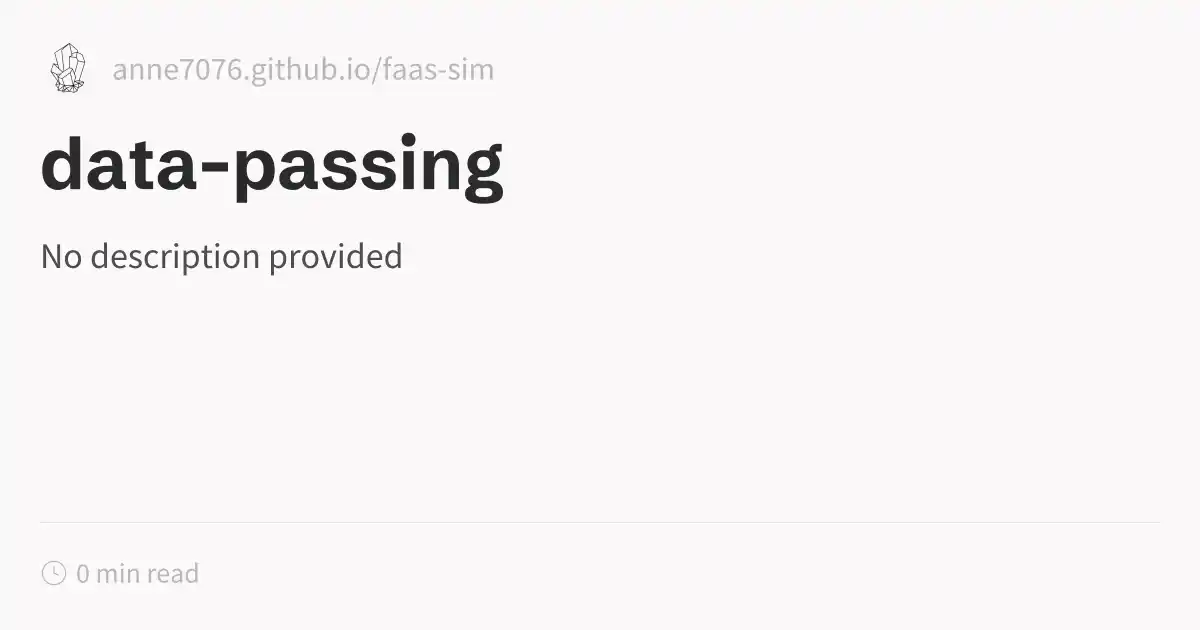 anne7076.github.io/faas-sim
data-passing
No description provided
0 min read